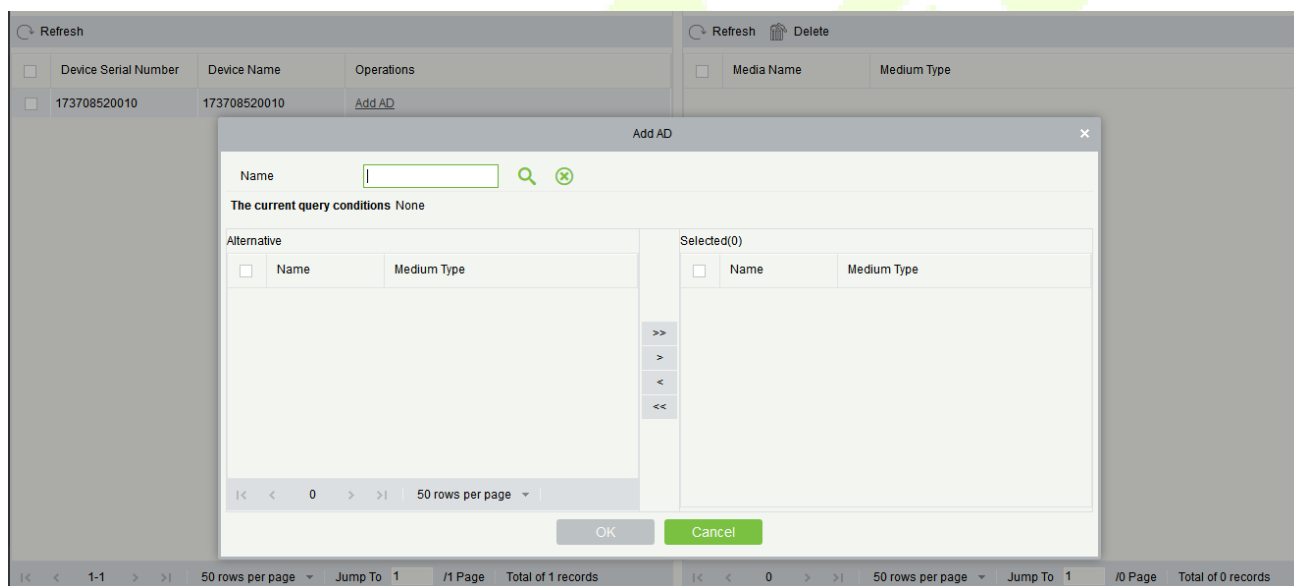 Refresh
Refresh Delete
Device Serial Number Device Name Operations
Media Name Medium Type
173708520010 173708520010 Add AD
Add AD
Name
The current query conditions None
Alternative
Name Medium Type
Selected(0)
Name Medium Type
>>
>
<
<<
|< < 0 > >| 50 rows per page
OK Cancel
|< < 1-1 > >| 50 rows per page Jump To 1 /1 Page Total of 1 records
|< < 0 > >| 50 rows per page Jump To 1 /0 Page Total of 0 records